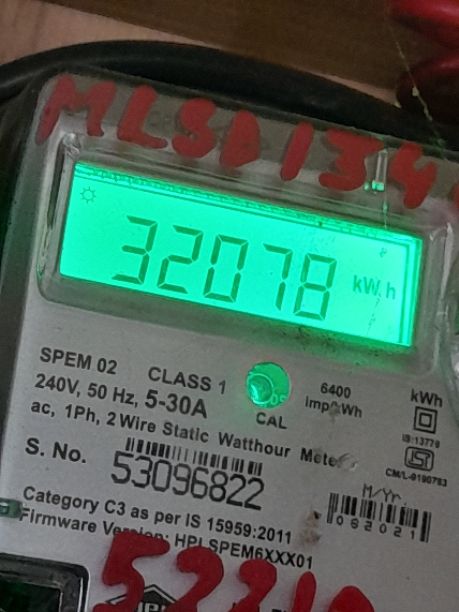 MLSD134
32078 kWh
SPEM 02 CLASS 1
6400 imp/kWh
kWh
240V, 50 Hz, 5-30A
CAL
ac, 1Ph, 2 Wire Static Watthour Meter
IS:13779
S. No.
53096822
CM/L-9190783
M/Yr.
092021
Category C3 as per IS 15959:2011
Firmware Version: HPLSPEM6XXX01